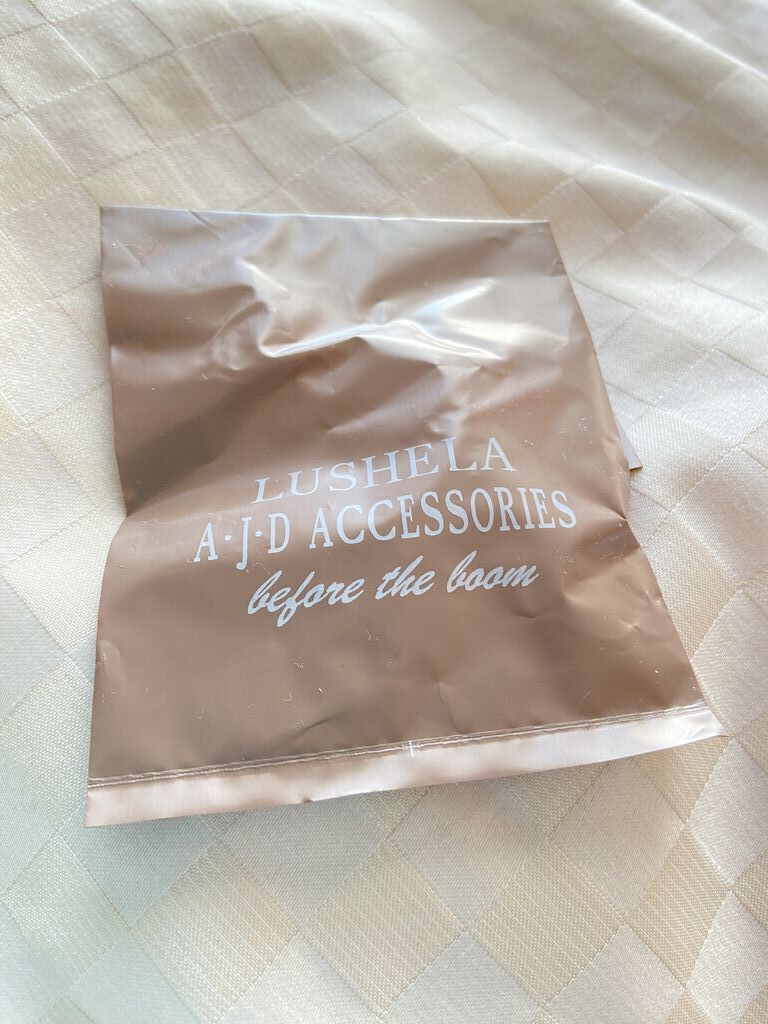 LUSHELA
A·J·D ACCESSORIES
before the boom